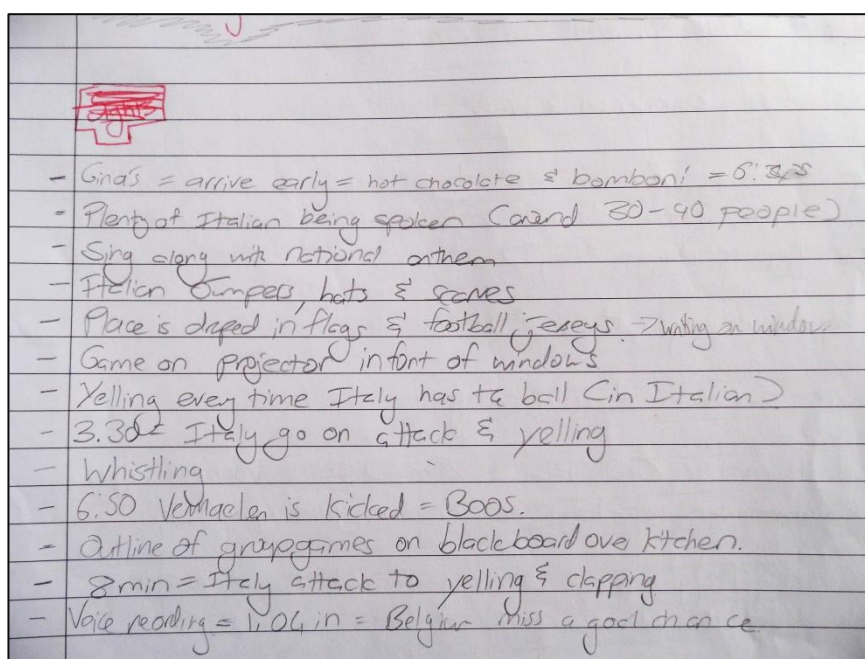 Sights
- Gina's = arrive early = hot chocolate & bomboni = 6:
- Plenty of Italian being spoken (around 30-40 people)
- Sing along with national anthem
- Italian jumpers, hats & scarves
- Place is draped in flags & football jerseys. → writing on window
- Game on projector in font of windows
- Yelling every time Italy has the ball (in Italian)
- 3.30 = Italy go on attack & yelling
- Whistling
- 6:50 Vermaelen is kicked = Boos.
- Outline of group games on blackboard over kitchen.
- 8min = Italy attack to yelling & clapping
- Voice recording = 1,04 in = Belgium miss a good chance